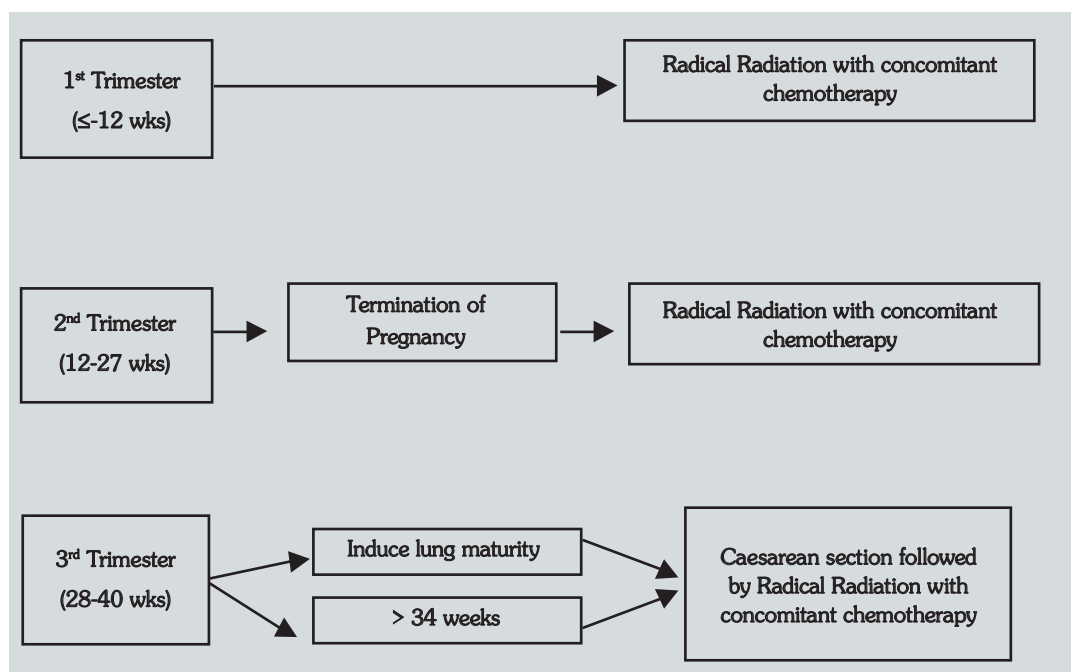 1st Trimester
(≤-12 wks)
Radical Radiation with concomitant
chemotherapy
2nd Trimester
(12-27 wks)
Termination of
Pregnancy
Radical Radiation with concomitant
chemotherapy
3rd Trimester
(28-40 wks)
Induce lung maturity
> 34 weeks
Caesarean section followed
by Radical Radiation with
concomitant chemotherapy